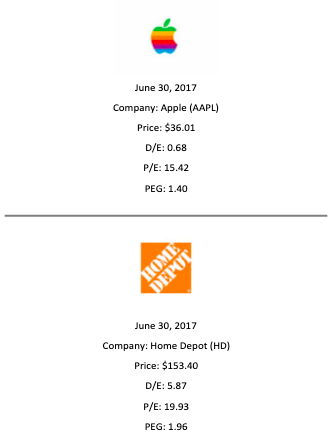 June 30, 2017
Company: Apple (AAPL)
Price: $36.01
D/E: 0.68
P/E: 15.42
PEG: 1.40
HOME
DEPOT
June 30, 2017
Company: Home Depot (HD)
Price: $153.40
D/E: 5.87
P/E: 19.93
PEG: 1.96